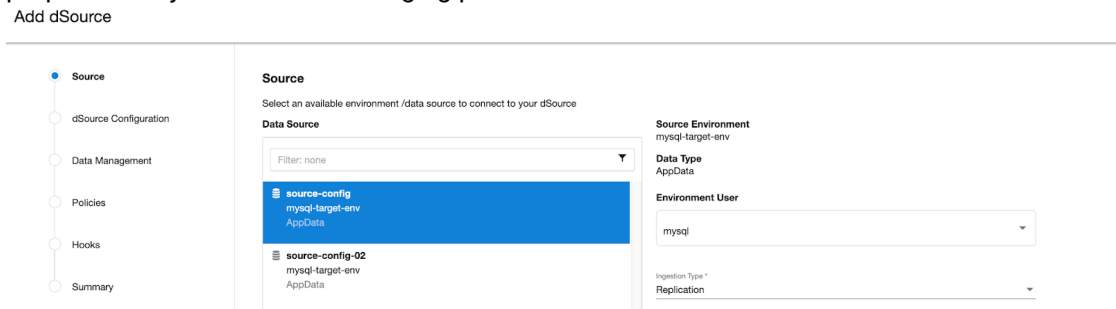 Add dSource
Source
dSource Configuration
Data Management
Policies
Hooks
Summary
Source
Select an available environment /data source to connect to your dSource
Data Source
Filter: none
source-config
mysql-target-env
AppData
source-config-02
mysql-target-env
AppData
Source Environment
mysql-target-env
Data Type
AppData
Environment User
mysql
Ingestion Type *
Replication